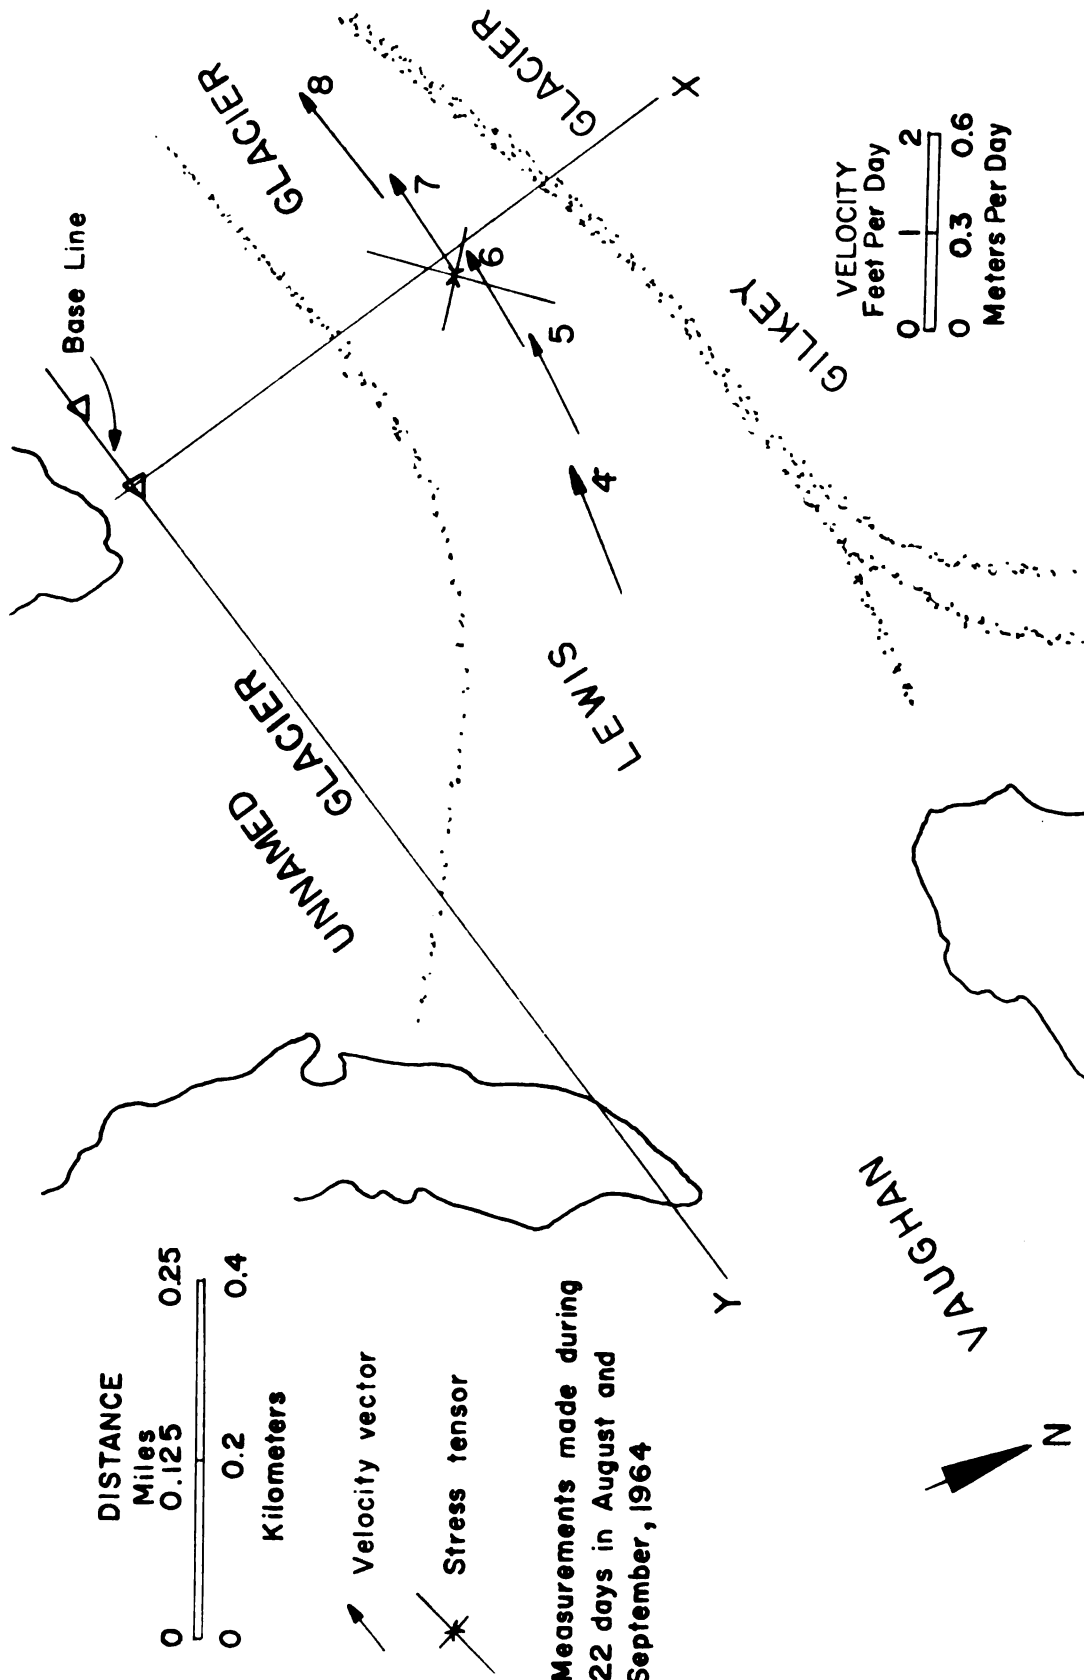 DISTANCE
Miles
0 0.125 0.25
0 0.2 0.4
Kilometers
Velocity vector
Stress tensor
Measurements made during
22 days in August and
September, 1964
N
Y
X
Base Line
UNNAMED
GLACIER
LEWIS
GLACIER
VAUGHAN
GILKEY
GLACIER
4
5
6
7
8
VELOCITY
Feet Per Day
0 1 2
0 0.3 0.6
Meters Per Day